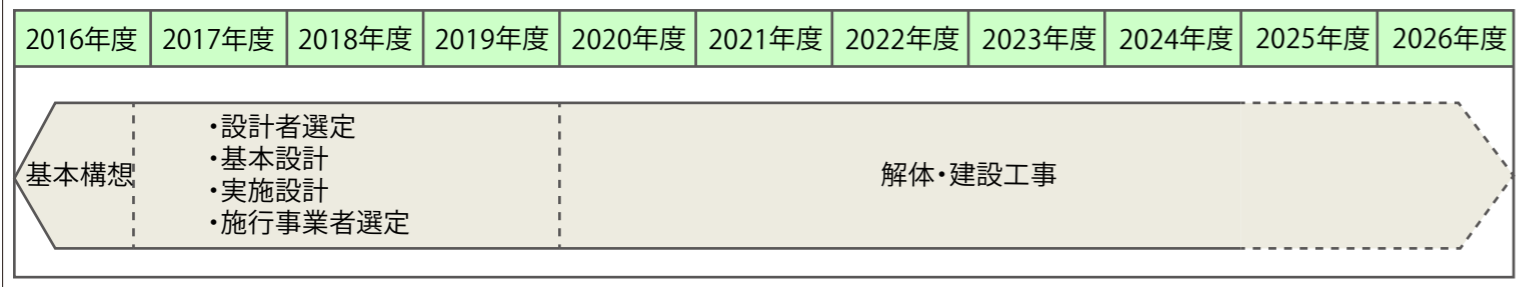 2016年度 2017年度 2018年度 2019年度 2020年度 2021年度 2022年度 2023年度 2024年度 2025年度 2026年度
基本構想
・設計者選定
・基本設計
・実施設計
・施行事業者選定
解体・建設工事